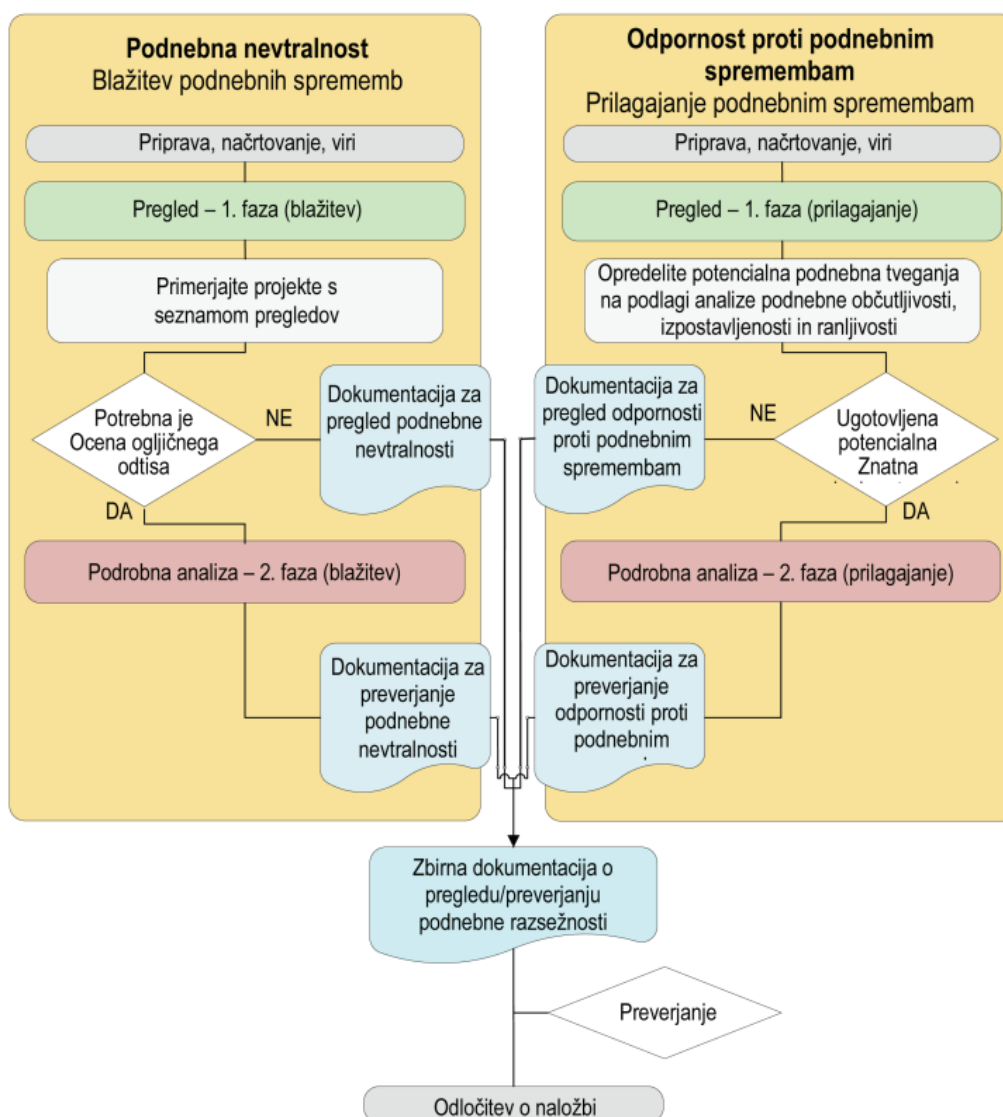 Podnebna nevtralnost
Blažitev podnebnih sprememb
Priprava, načrtovanje, viri
Pregled – 1. faza (blažitev)
Primerjajte projekte s
seznamom pregledov
Potrebna je
Ocena ogljičnega
odtisa
NE
Dokumentacija za
pregled podnebne
nevtralnosti
DA
Podrobna analiza – 2. faza (blažitev)
Dokumentacija za
preverjanje
podnebne
nevtralnosti
Odpornost proti podnebnim
spremembam
Prilagajanje podnebnim spremembam
Priprava, načrtovanje, viri
Pregled – 1. faza (prilagajanje)
Opredelite potencialna podnebna tveganja
na podlagi analize podnebne občutljivosti,
izpostavljenosti in ranljivosti
Dokumentacija za
pregled odpornosti
proti podnebnim
spremembam
NE
Ugotovljena
potencialna
Znatna
DA
Podrobna analiza – 2. faza (prilagajanje)
Dokumentacija za
preverjanje
odpornosti proti
podnebnim
Zbirna dokumentacija o
pregledu/preverjanju
podnebne razsežnosti
Preverjanje
Odločitev o naložbi